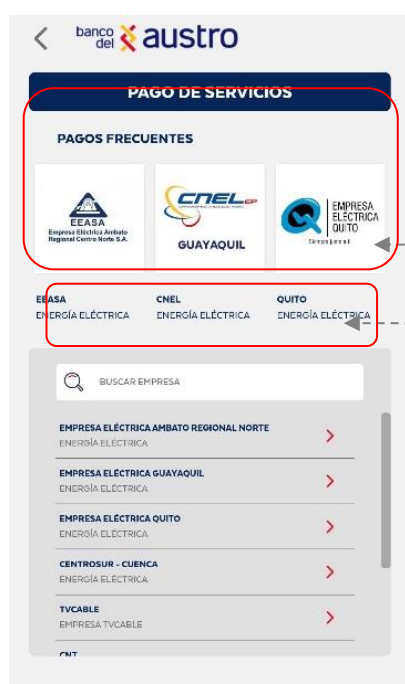 banco del austro
PAGO DE SERVICIOS
PAGOS FRECUENTES
EEASA
Empresa Eléctrica Ambato
Regional Centro Norte S.A.
CNEL EP
GUAYAQUIL
EMPRESA
ELÉCTRICA
QUITO
EEASA
ENERGÍA ELÉCTRICA
CNEL
ENERGÍA ELÉCTRICA
QUITO
ENERGÍA ELÉCTRICA
BUSCAR EMPRESA
EMPRESA ELÉCTRICA AMBATO REGIONAL NORTE
ENERGÍA ELÉCTRICA
EMPRESA ELÉCTRICA GUAYAQUIL
ENERGÍA ELÉCTRICA
EMPRESA ELÉCTRICA QUITO
ENERGÍA ELÉCTRICA
CENTROSUR - CUENCA
ENERGÍA ELÉCTRICA
TVCABLE
EMPRESA TVCABLE
CNT